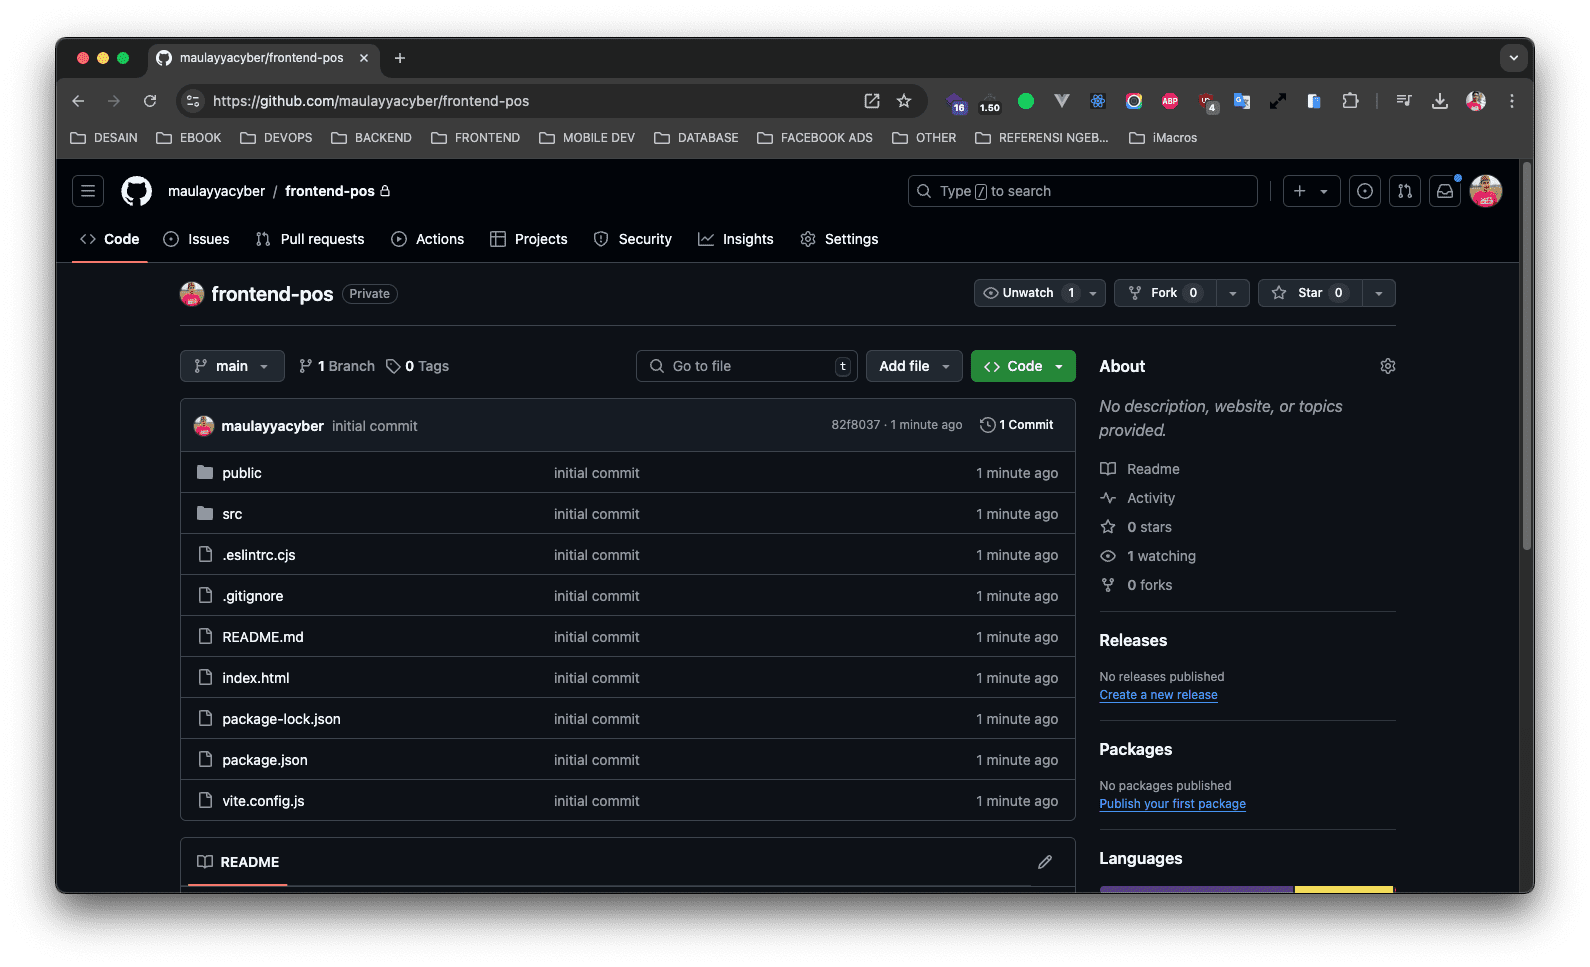 maulayyacyber/frontend-pos
https://github.com/maulayyacyber/frontend-pos
16
1.50
ABP
4
DESAIN
EBOOK
DEVOPS
BACKEND
FRONTEND
MOBILE DEV
DATABASE
FACEBOOK ADS
OTHER
REFERENSI NGEB...
iMacros
maulayyacyber / frontend-pos
Type / to search
Code
Issues
Pull requests
Actions
Projects
Security
Insights
Settings
frontend-pos Private
Unwatch 1
Fork 0
Star 0
main
1 Branch
0 Tags
Go to file t
Add file
Code
maulayyacyber initial commit
82f8037 · 1 minute ago
1 Commit
public initial commit 1 minute ago
src initial commit 1 minute ago
.eslintrc.cjs initial commit 1 minute ago
.gitignore initial commit 1 minute ago
README.md initial commit 1 minute ago
index.html initial commit 1 minute ago
package-lock.json initial commit 1 minute ago
package.json initial commit 1 minute ago
vite.config.js initial commit 1 minute ago
README
About
No description, website, or topics
provided.
Readme
Activity
0 stars
1 watching
0 forks
Releases
No releases published
Create a new release
Packages
No packages published
Publish your first package
Languages